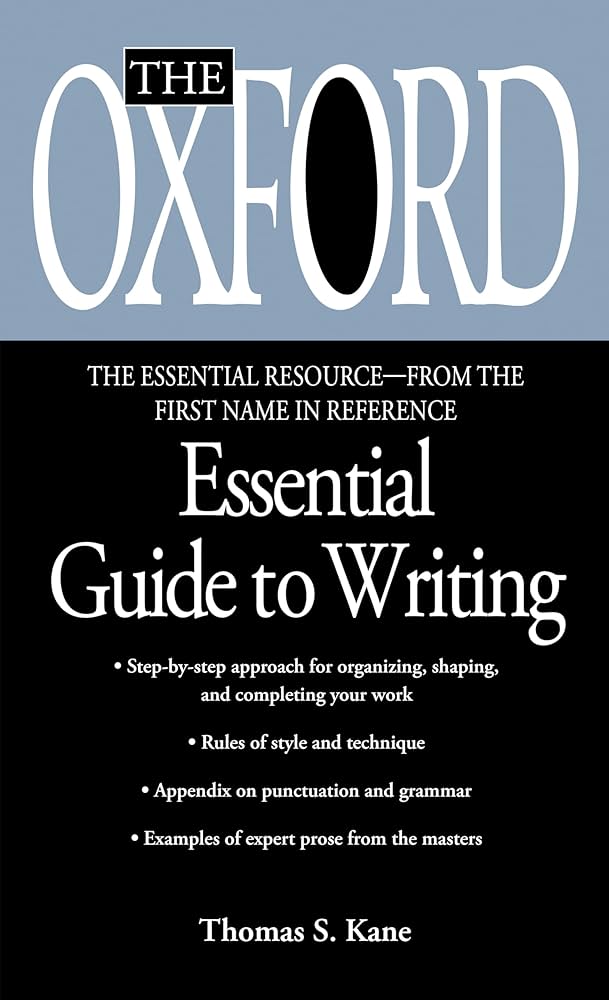 THE
OXFORD
THE ESSENTIAL RESOURCE—FROM THE
FIRST NAME IN REFERENCE
Essential
Guide to Writing
• Step-by-step approach for organizing, shaping,
and completing your work
• Rules of style and technique
• Appendix on punctuation and grammar
• Examples of expert prose from the masters
Thomas S. Kane